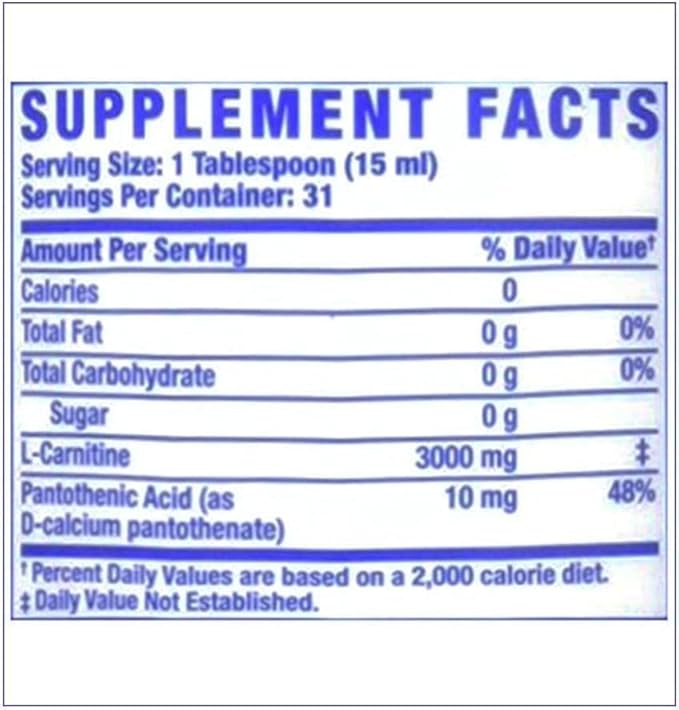 SUPPLEMENT FACTS
Serving Size: 1 Tablespoon (15 ml)
Servings Per Container: 31
Amount Per Serving % Daily Value†
Calories 0
Total Fat 0 g 0%
Total Carbohydrate 0 g 0%
Sugar 0 g
L-Carnitine 3000 mg ‡
Pantothenic Acid (as 10 mg 48%
D-calcium pantothenate)
† Percent Daily Values are based on a 2,000 calorie diet.
‡ Daily Value Not Established.